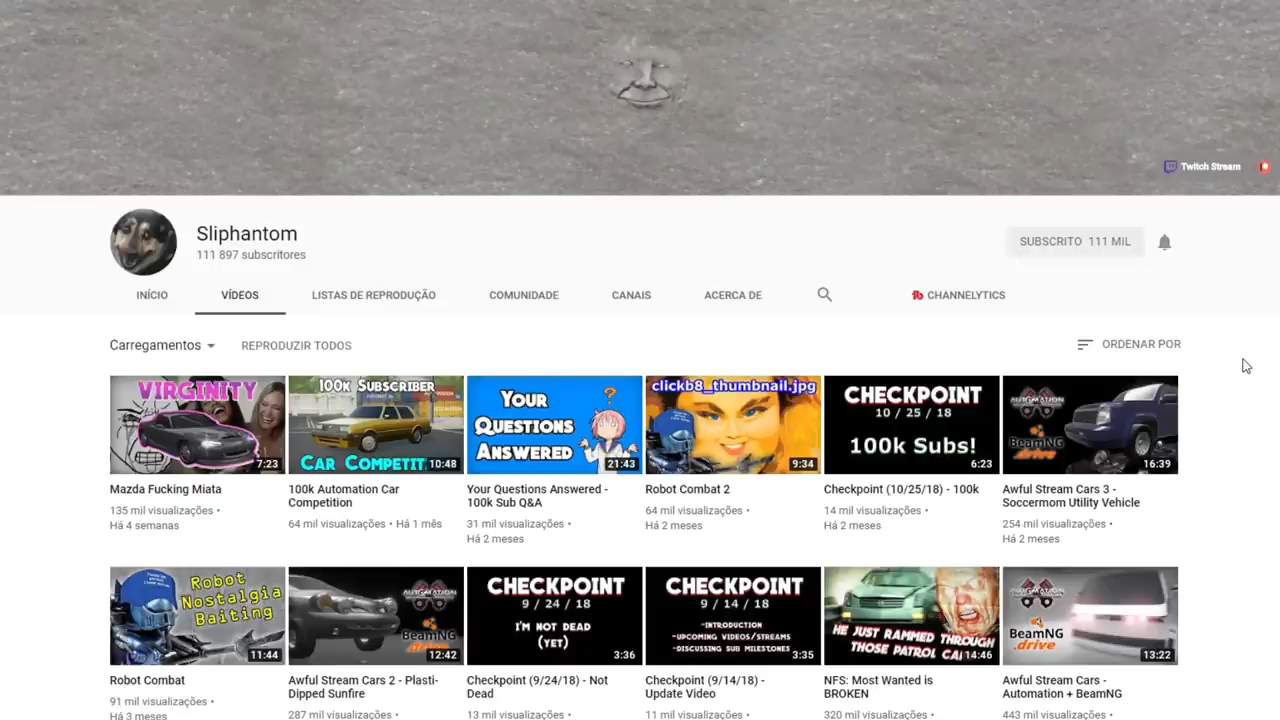 Twitch Stream
Sliphantom
111 897 subscritores
SUBSCRITO 111 MIL
INÍCIO VÍDEOS LISTAS DE REPRODUÇÃO COMUNIDADE CANAIS ACERCA DE CHANNELYTICS
Carregamentos REPRODUZIR TODOS ORDENAR POR
VIRGINITY
7:23
100K SUBSCRIBER
CAR COMPETIT
10:48
YOUR
QUESTIONS
ANSWERED
21:43
clickb8_thumbnail.jpg
9:34
CHECKPOINT
10 / 25 / 18
100k Subs!
6:23
AUTOMATION
BeamNG
.drive
16:39
Mazda Fucking Miata
135 mil visualizações •
Há 4 semanas
100k Automation Car
Competition
64 mil visualizações • Há 1 mês
Your Questions Answered -
100k Sub Q&A
31 mil visualizações •
Há 2 meses
Robot Combat 2
64 mil visualizações •
Há 2 meses
Checkpoint (10/25/18) - 100k
14 mil visualizações •
Há 2 meses
Awful Stream Cars 3 -
Soccermom Utility Vehicle
254 mil visualizações •
Há 2 meses
Robot
Nostalgia
Baiting
11:44
AUTOMATION
BeamNG
.drive
12:42
CHECKPOINT
9 / 24 / 18
I'M NOT DEAD
(YET)
3:36
CHECKPOINT
9 / 14 / 18
-INTRODUCTION
-UPCOMING VIDEOS/STREAMS
-DISCUSSING SUB MILESTONES
3:35
HE JUST RAMMED THROUGH
THOSE PATROL CA
14:46
AUTOMATION
BeamNG
.drive
13:22
Robot Combat
91 mil visualizações •
Há 3 meses
Awful Stream Cars 2 - Plasti-
Dipped Sunfire
287 mil visualizações •
Checkpoint (9/24/18) - Not
Dead
13 mil visualizações •
Checkpoint (9/14/18) -
Update Video
11 mil visualizações •
NFS: Most Wanted is
BROKEN
320 mil visualizações •
Awful Stream Cars -
Automation + BeamNG
443 mil visualizações •